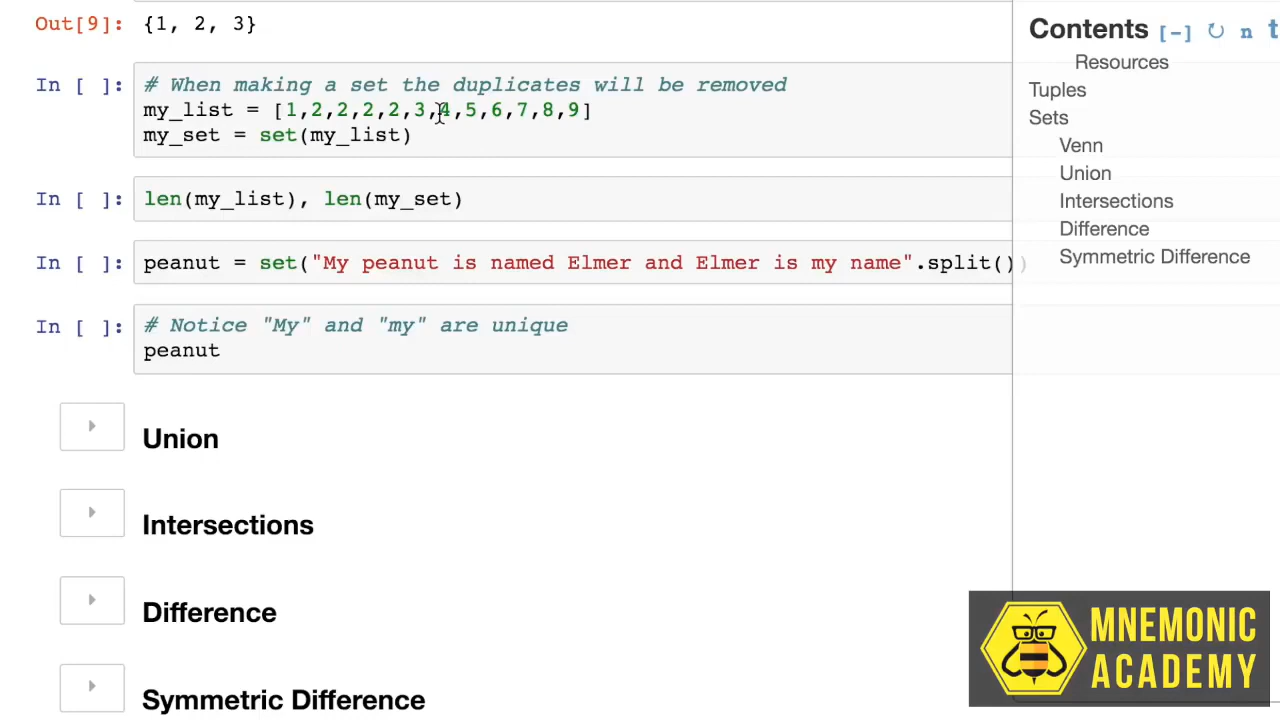 Out[9]: {1, 2, 3}
In [ ]: # When making a set the duplicates will be removed
my_list = [1,2,2,2,2,3,4,5,6,7,8,9]
my_set = set(my_list)
In [ ]: len(my_list), len(my_set)
In [ ]: peanut = set("My peanut is named Elmer and Elmer is my name".split())
In [ ]: # Notice "My" and "my" are unique
peanut
Union
Intersections
Difference
Symmetric Difference
Contents [-] n t
Resources
Tuples
Sets
Venn
Union
Intersections
Difference
Symmetric Difference
MNEMONIC
ACADEMY